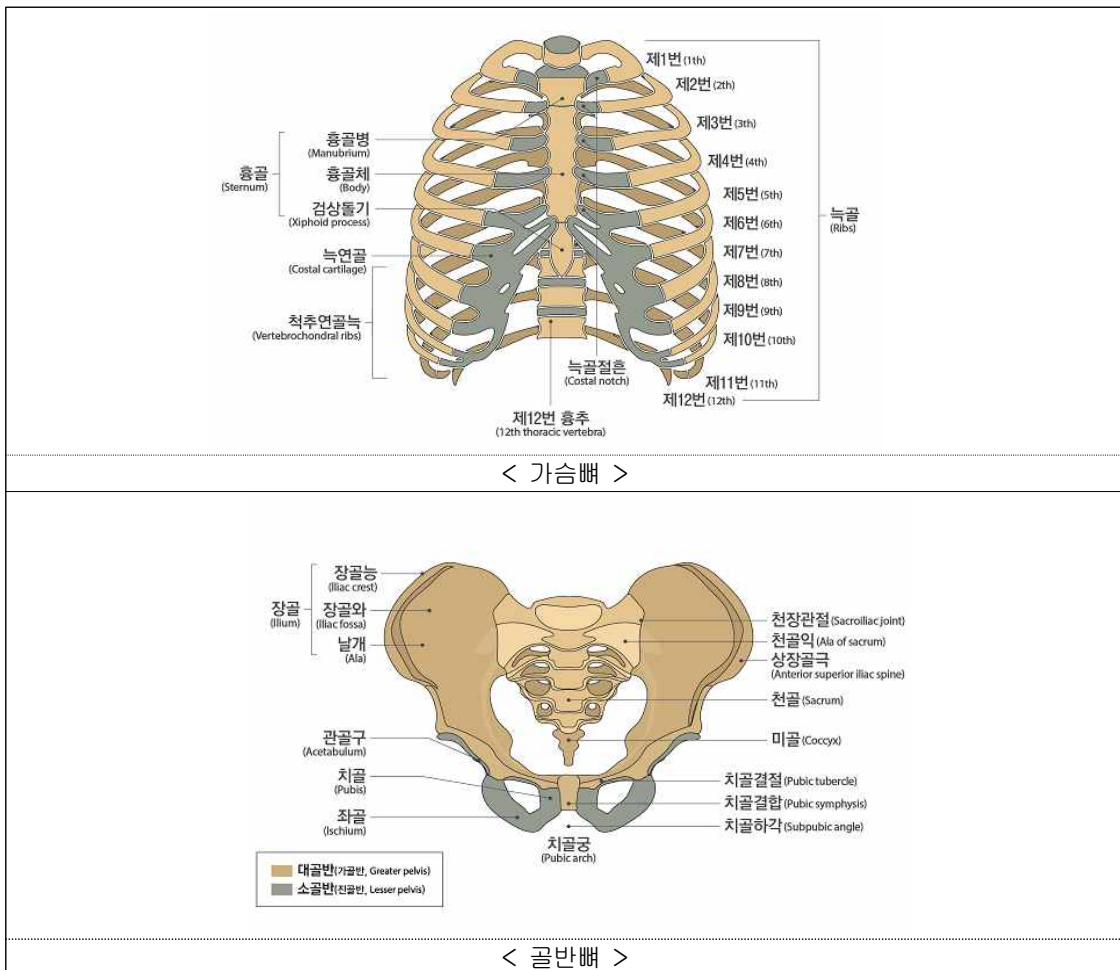 제1번(1th)
제2번(2th)
제3번(3th)
제4번(4th)
제5번(5th)
제6번(6th)
제7번(7th)
제8번(8th)
제9번(9th)
제10번(10th)
제11번(11th)
제12번(12th)
늑골
(Ribs)
흉골
(Sternum)
흉골병
(Manubrium)
흉골체
(Body)
검상돌기
(Xiphoid process)
늑연골
(Costal cartilage)
척추연골늑
(Vertebrochondral ribs)
늑골절흔
(Costal notch)
제12번 흉추
(12th thoracic vertebra)
< 가슴뼈 >
장골
(Ilium)
장골능
(Iliac crest)
장골와
(Iliac fossa)
날개
(Ala)
관골구
(Acetabulum)
치골
(Pubis)
좌골
(Ischium)
천장관절(Sacroiliac joint)
천골익(Ala of sacrum)
상장골극
(Anterior superior iliac spine)
천골(Sacrum)
미골(Coccyx)
치골결절(Pubic tubercle)
치골결합(Pubic symphysis)
치골하각(Subpubic angle)
치골궁
(Pubic arch)
대골반(가골반, Greater pelvis)
소골반(진골반, Lesser pelvis)
< 골반뼈 >